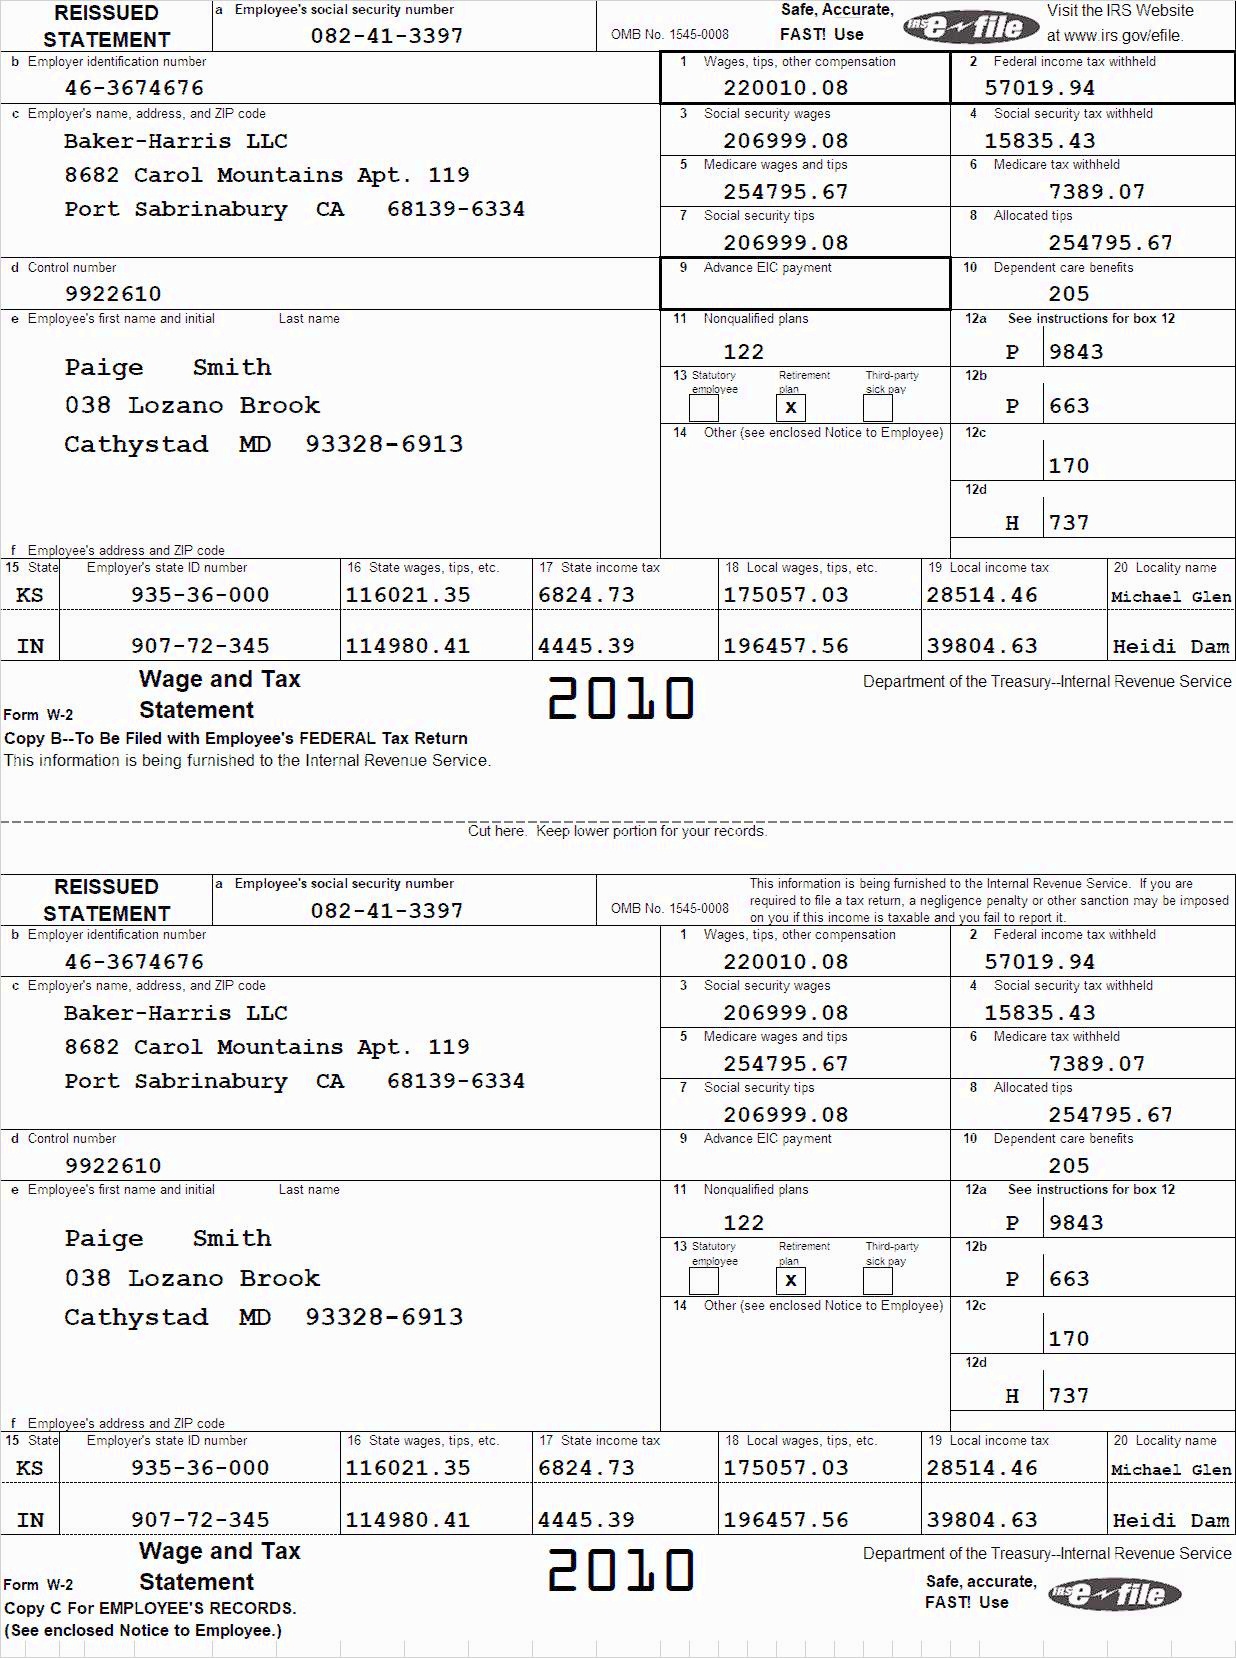 REISSUED STATEMENT
a Employee's social security number
082-41-3397
OMB No. 1545-0008
Safe, Accurate,
FAST! Use
IRS e-file
Visit the IRS Website
at www.irs.gov/efile.
b Employer identification number
46-3674676
1 Wages, tips, other compensation
220010.08
2 Federal income tax withheld
57019.94
c Employer's name, address, and ZIP code
Baker-Harris LLC
8682 Carol Mountains Apt. 119
Port Sabrinabury CA 68139-6334
3 Social security wages
206999.08
4 Social security tax withheld
15835.43
5 Medicare wages and tips
254795.67
6 Medicare tax withheld
7389.07
7 Social security tips
206999.08
8 Allocated tips
254795.67
d Control number
9922610
9 Advance EIC payment
10 Dependent care benefits
205
e Employee's first name and initial Last name
Paige Smith
038 Lozano Brook
Cathystad MD 93328-6913
f Employee's address and ZIP code
11 Nonqualified plans
122
12a See instructions for box 12
P 9843
13 Statutory employee Retirement plan Third-party sick pay
X
12b
P 663
14 Other (see enclosed Notice to Employee)
12c
170
12d
H 737
15 State Employer's state ID number 16 State wages, tips, etc. 17 State income tax 18 Local wages, tips, etc. 19 Local income tax 20 Locality name
KS 935-36-000 116021.35 6824.73 175057.03 28514.46 Michael Glen
IN 907-72-345 114980.41 4445.39 196457.56 39804.63 Heidi Dam
Form W-2
Wage and Tax
Statement
2010
Department of the Treasury--Internal Revenue Service
Copy B--To Be Filed with Employee's FEDERAL Tax Return
This information is being furnished to the Internal Revenue Service.
Cut here. Keep lower portion for your records.
REISSUED STATEMENT
a Employee's social security number
082-41-3397
OMB No. 1545-0008
This information is being furnished to the Internal Revenue Service. If you are
required to file a tax return, a negligence penalty or other sanction may be imposed
on you if this income is taxable and you fail to report it.
b Employer identification number
46-3674676
1 Wages, tips, other compensation
220010.08
2 Federal income tax withheld
57019.94
c Employer's name, address, and ZIP code
Baker-Harris LLC
8682 Carol Mountains Apt. 119
Port Sabrinabury CA 68139-6334
3 Social security wages
206999.08
4 Social security tax withheld
15835.43
5 Medicare wages and tips
254795.67
6 Medicare tax withheld
7389.07
7 Social security tips
206999.08
8 Allocated tips
254795.67
d Control number
9922610
9 Advance EIC payment
10 Dependent care benefits
205
e Employee's first name and initial Last name
Paige Smith
038 Lozano Brook
Cathystad MD 93328-6913
f Employee's address and ZIP code
11 Nonqualified plans
122
12a See instructions for box 12
P 9843
13 Statutory employee Retirement plan Third-party sick pay
X
12b
P 663
14 Other (see enclosed Notice to Employee)
12c
170
12d
H 737
15 State Employer's state ID number 16 State wages, tips, etc. 17 State income tax 18 Local wages, tips, etc. 19 Local income tax 20 Locality name
KS 935-36-000 116021.35 6824.73 175057.03 28514.46 Michael Glen
IN 907-72-345 114980.41 4445.39 196457.56 39804.63 Heidi Dam
Form W-2
Wage and Tax
Statement
2010
Department of the Treasury--Internal Revenue Service
Copy C For EMPLOYEE'S RECORDS.
(See enclosed Notice to Employee.)
Safe, accurate,
FAST! Use
IRS e-file